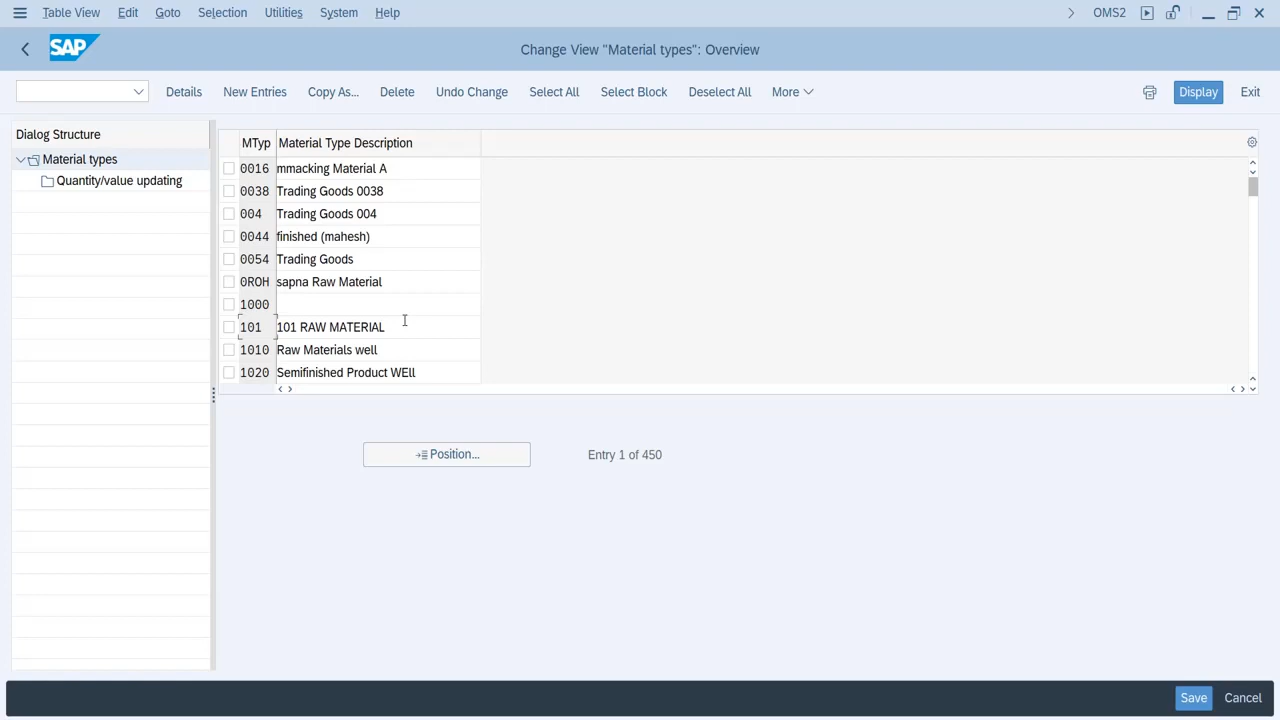 Table View Edit Goto Selection Utilities System Help OMS2
SAP Change View "Material types": Overview
Details New Entries Copy As... Delete Undo Change Select All Select Block Deselect All More Display Exit
Dialog Structure
Material types
Quantity/value updating
MTyp Material Type Description
0016 mmacking Material A
0038 Trading Goods 0038
004 Trading Goods 004
0044 finished (mahesh)
0054 Trading Goods
0ROH sapna Raw Material
1000
101 101 RAW MATERIAL
1010 Raw Materials well
1020 Semifinished Product WEll
Position... Entry 1 of 450
Save Cancel